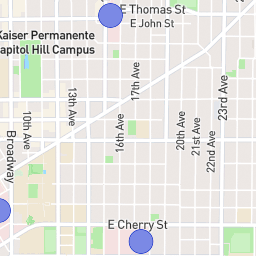 E Thomas St
E John St
Kaiser Permanente
Capitol Hill Campus
17th Ave
23rd Ave
13th Ave
10th Ave
16th Ave
20th Ave
21st Ave
22nd Ave
Broadway
E Cherry St